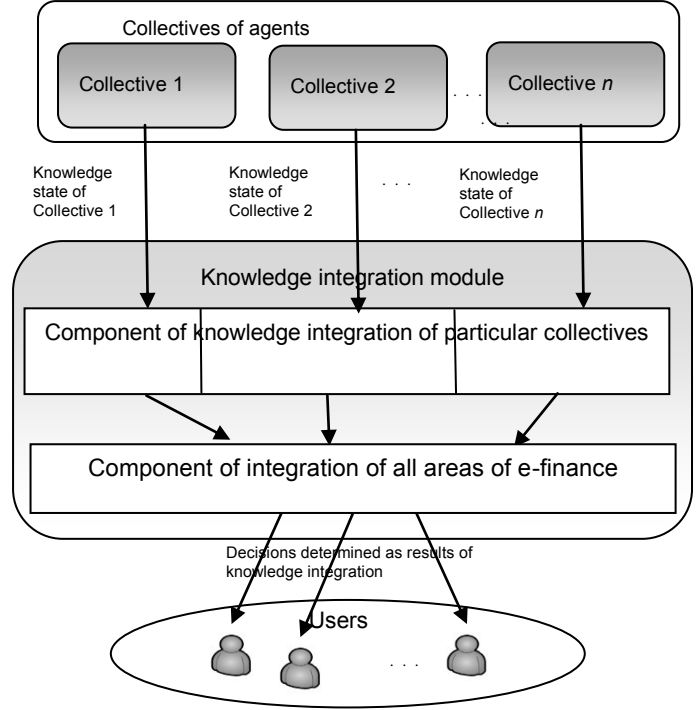 Collectives of agents
Collective 1
Collective 2
. . .
Collective n
. . .
Knowledge
state of
Collective 1
Knowledge
state of
Collective 2
. . .
Knowledge
state of
Collective n
Knowledge integration module
Component of knowledge integration of particular collectives
Component of integration of all areas of e-finance
Decisions determined as results of
knowledge integration
Users
. . .